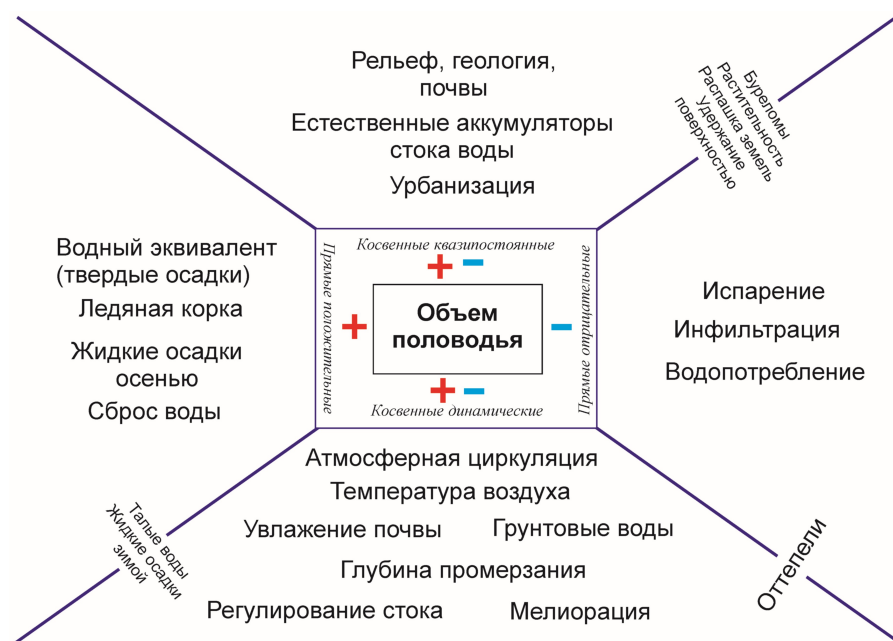 Рельеф, геология,
почвы
Естественные аккумуляторы
стока воды
Урбанизация
Буреломы
Растительность
Распашка земель
Удержание
поверхностью
Водный эквивалент
(твердые осадки)
Ледяная корка
Жидкие осадки
осенью
Сброс воды
Прямые положительные
Косвенные квазипостоянные
+ −
+
Объем
половодья
−
+ −
Косвенные динамические
Прямые отрицательные
Испарение
Инфильтрация
Водопотребление
Талые воды
Жидкие осадки
зимой
Атмосферная циркуляция
Температура воздуха
Увлажение почвы
Грунтовые воды
Глубина промерзания
Регулирование стока
Мелиорация
Оттепели